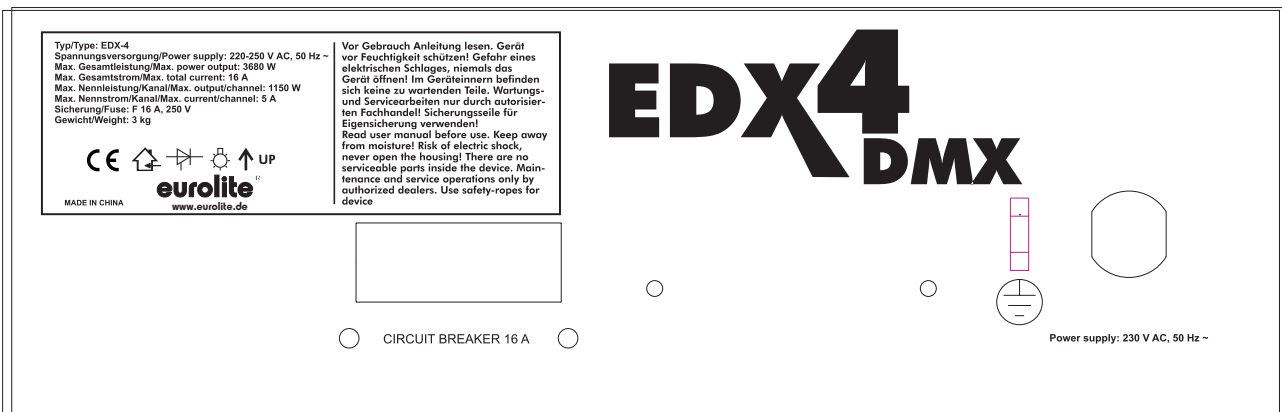 Typ/Type: EDX-4
Spannungsversorgung/Power supply: 220-250 V AC, 50 Hz ~
Max. Gesamtleistung/Max. power output: 3680 W
Max. Gesamtstrom/Max. total current: 16 A
Max. Nennleistung/Kanal/Max. output/channel: 1150 W
Max. Nennstrom/Kanal/Max. current/channel: 5 A
Sicherung/Fuse: F 16 A, 250 V
Gewicht/Weight: 3 kg
CE
UP
eurolite
MADE IN CHINA
www.eurolite.de
Vor Gebrauch Anleitung lesen. Gerät
vor Feuchtigkeit schützen! Gefahr eines
elektrischen Schlages, niemals das
Gerät öffnen! Im Geräteinnern befinden
sich keine zu wartenden Teile. Wartungs-
und Servicearbeiten nur durch autorisier-
ten Fachhandel! Sicherungsseile für
Eigensicherung verwenden!
Read user manual before use. Keep away
from moisture! Risk of electric shock,
never open the housing! There are no
serviceable parts inside the device. Main-
tenance and service operations only by
authorized dealers. Use safety-ropes for
device
EDX4
DMX
CIRCUIT BREAKER 16 A
Power supply: 230 V AC, 50 Hz ~